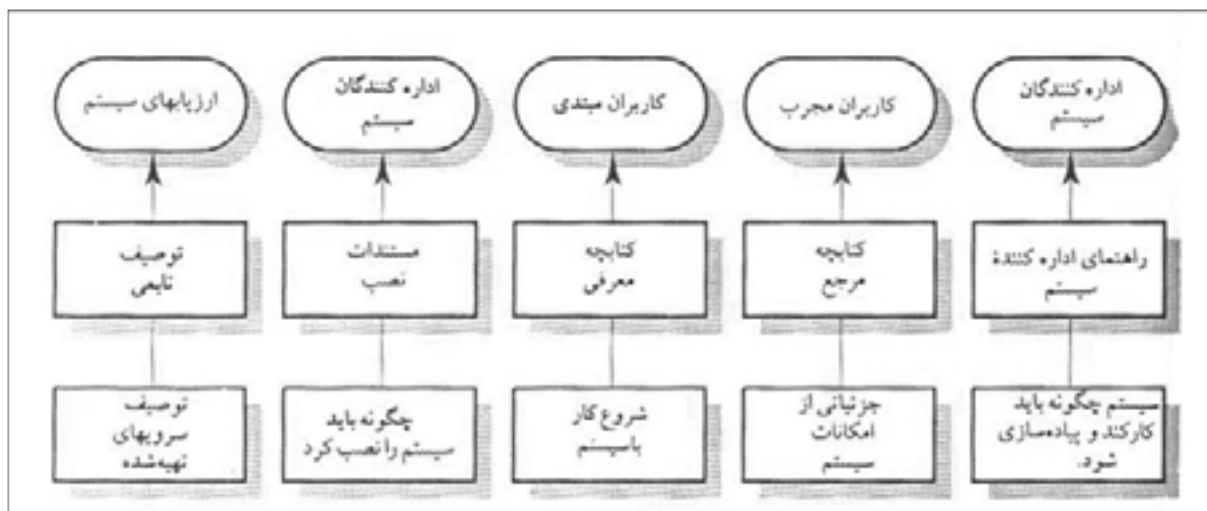 اداره کنندگان
سیستم
کاربران مجرب
کاربران مبتدی
اداره کنندگان
سیستم
ارزیابهای سیستم
راهنمای اداره کنندهٔ
سیستم
کتابچه
مرجع
کتابچه
معرفی
مستندات
نصب
توصیف
تابعی
سیستم چگونه باید
کارکند و پیاده‌سازی
شود.
جزئیاتی از
امکانات
سیستم
شروع کار
باسیستم
چگونه باید
سیستم را نصب کرد
توصیف
سرویهای
تهیه‌شده